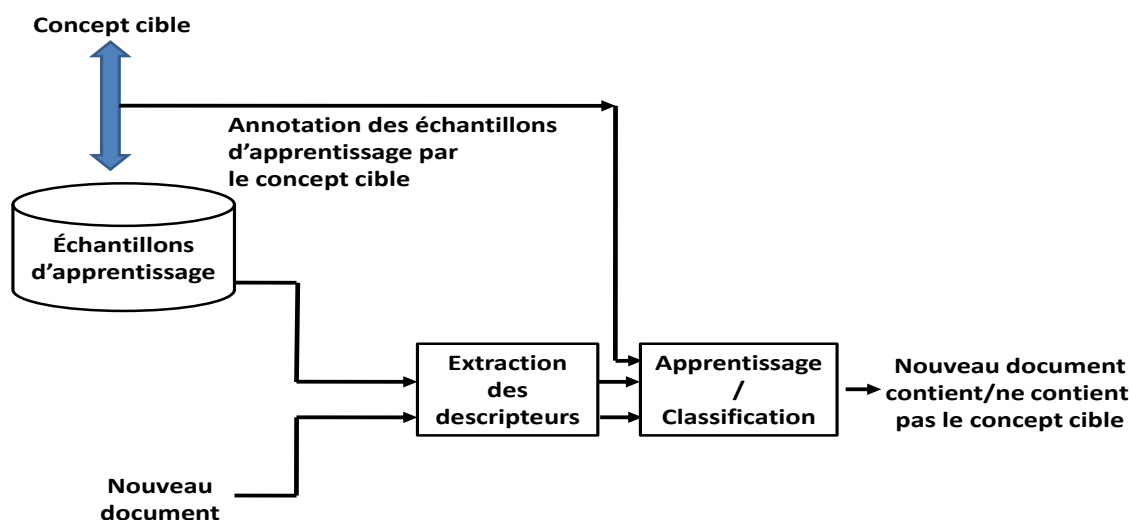 Concept cible
Annotation des échantillons
d’apprentissage par
le concept cible
Échantillons
d’apprentissage
Extraction
des
descripteurs
Apprentissage
/
Classification
Nouveau document
contient/ne contient
pas le concept cible
Nouveau
document